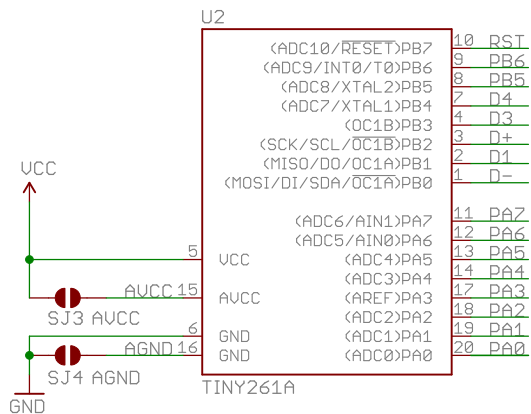 U2
(ADC10/RESET)PB7 10 RST
(ADC9/INT0/T0)PB6 9 PB6
(ADC8/XTAL2)PB5 8 PB5
(ADC7/XTAL1)PB4 7 D4
(OC1B)PB3 4 D3
(SCK/SCL/OC1B)PB2 3 D+
(MISO/DO/OC1A)PB1 2 D1
(MOSI/DI/SDA/OC1A)PB0 1 D-
VCC
(ADC6/AIN1)PA7 11 PA7
(ADC5/AIN0)PA6 12 PA6
5 VCC (ADC4)PA5 13 PA5
(ADC3)PA4 14 PA4
AVCC 15 AVCC (AREF)PA3 17 PA3
SJ3 AVCC (ADC2)PA2 18 PA2
6 GND (ADC1)PA1 19 PA1
AGND 16 GND (ADC0)PA0 20 PA0
SJ4 AGND
TINY261A
GND